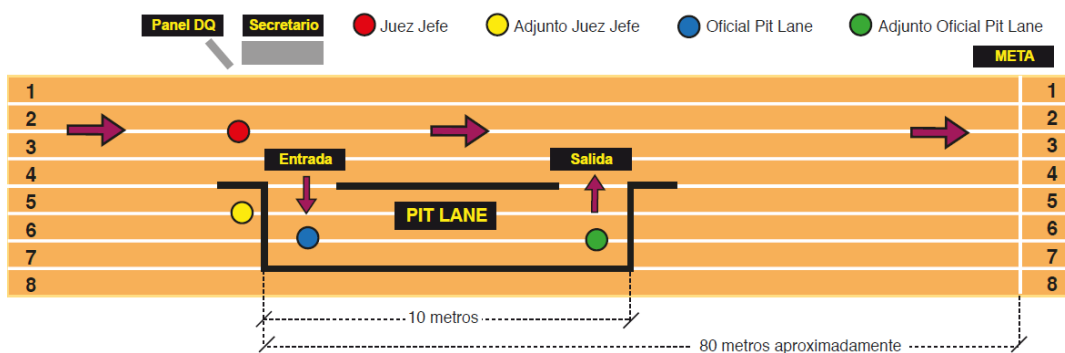 Panel DQ
Secretario
Juez Jefe
Adjunto Juez Jefe
Oficial Pit Lane
Adjunto Oficial Pit Lane
META
1 1
2 2
3 3
Entrada Salida
4 4
5 5
PIT LANE
6 6
7 7
8 8
10 metros
80 metros aproximadamente